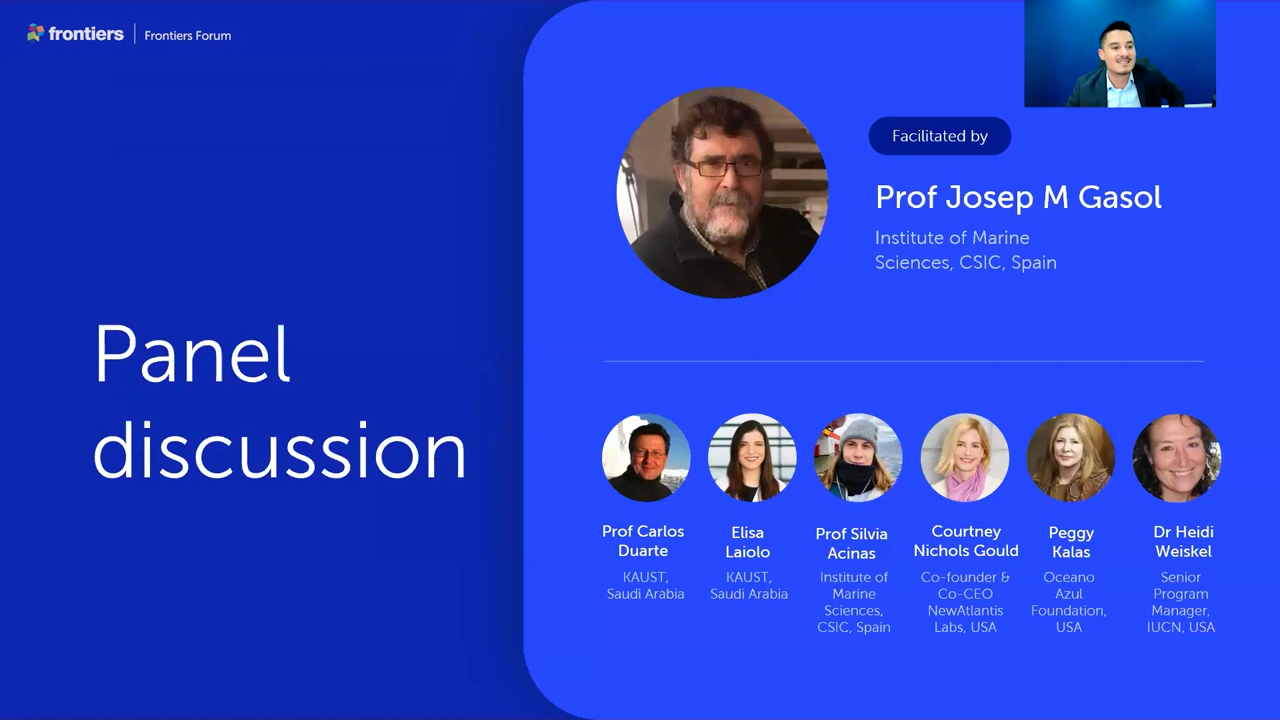 frontiers | Frontiers Forum
Panel
discussion
Facilitated by
Prof Josep M Gasol
Institute of Marine
Sciences, CSIC, Spain
Prof Carlos
Duarte
KAUST,
Saudi Arabia
Elisa
Laiolo
KAUST,
Saudi Arabia
Prof Silvia
Acinas
Institute of
Marine
Sciences,
CSIC, Spain
Courtney
Nichols Gould
Co-founder &
Co-CEO
NewAtlantis
Labs, USA
Peggy
Kalas
Oceano
Azul
Foundation,
USA
Dr Heidi
Weiskel
Senior
Program
Manager,
IUCN, USA